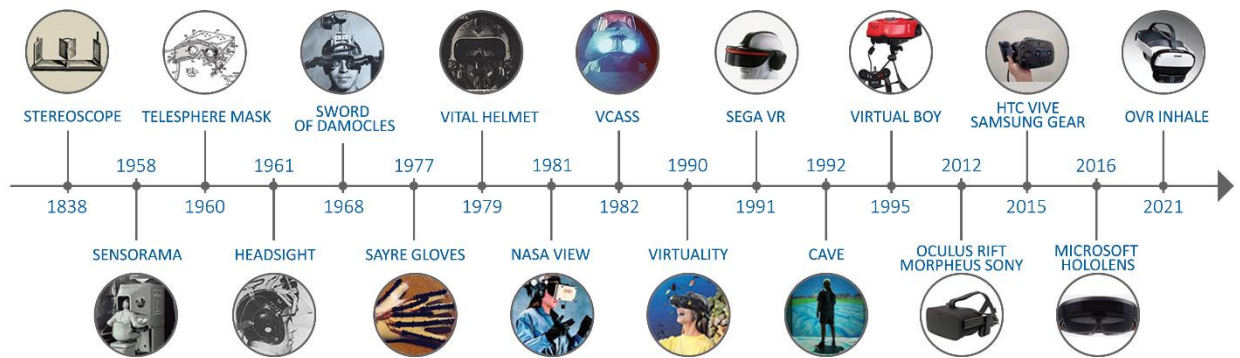 STEREOSCOPE
TELESPHERE MASK
SWORD
OF DAMOCLES
VITAL HELMET
VCASS
SEGA VR
VIRTUAL BOY
HTC VIVE
SAMSUNG GEAR
OVR INHALE
1958
1961
1977
1981
1990
1992
2012
2016
1838
1960
1968
1979
1982
1991
1995
2015
2021
SENSORAMA
HEADSIGHT
SAYRE GLOVES
NASA VIEW
VIRTUALITY
CAVE
OCULUS RIFT
MORPHEUS SONY
MICROSOFT
HOLOLENS